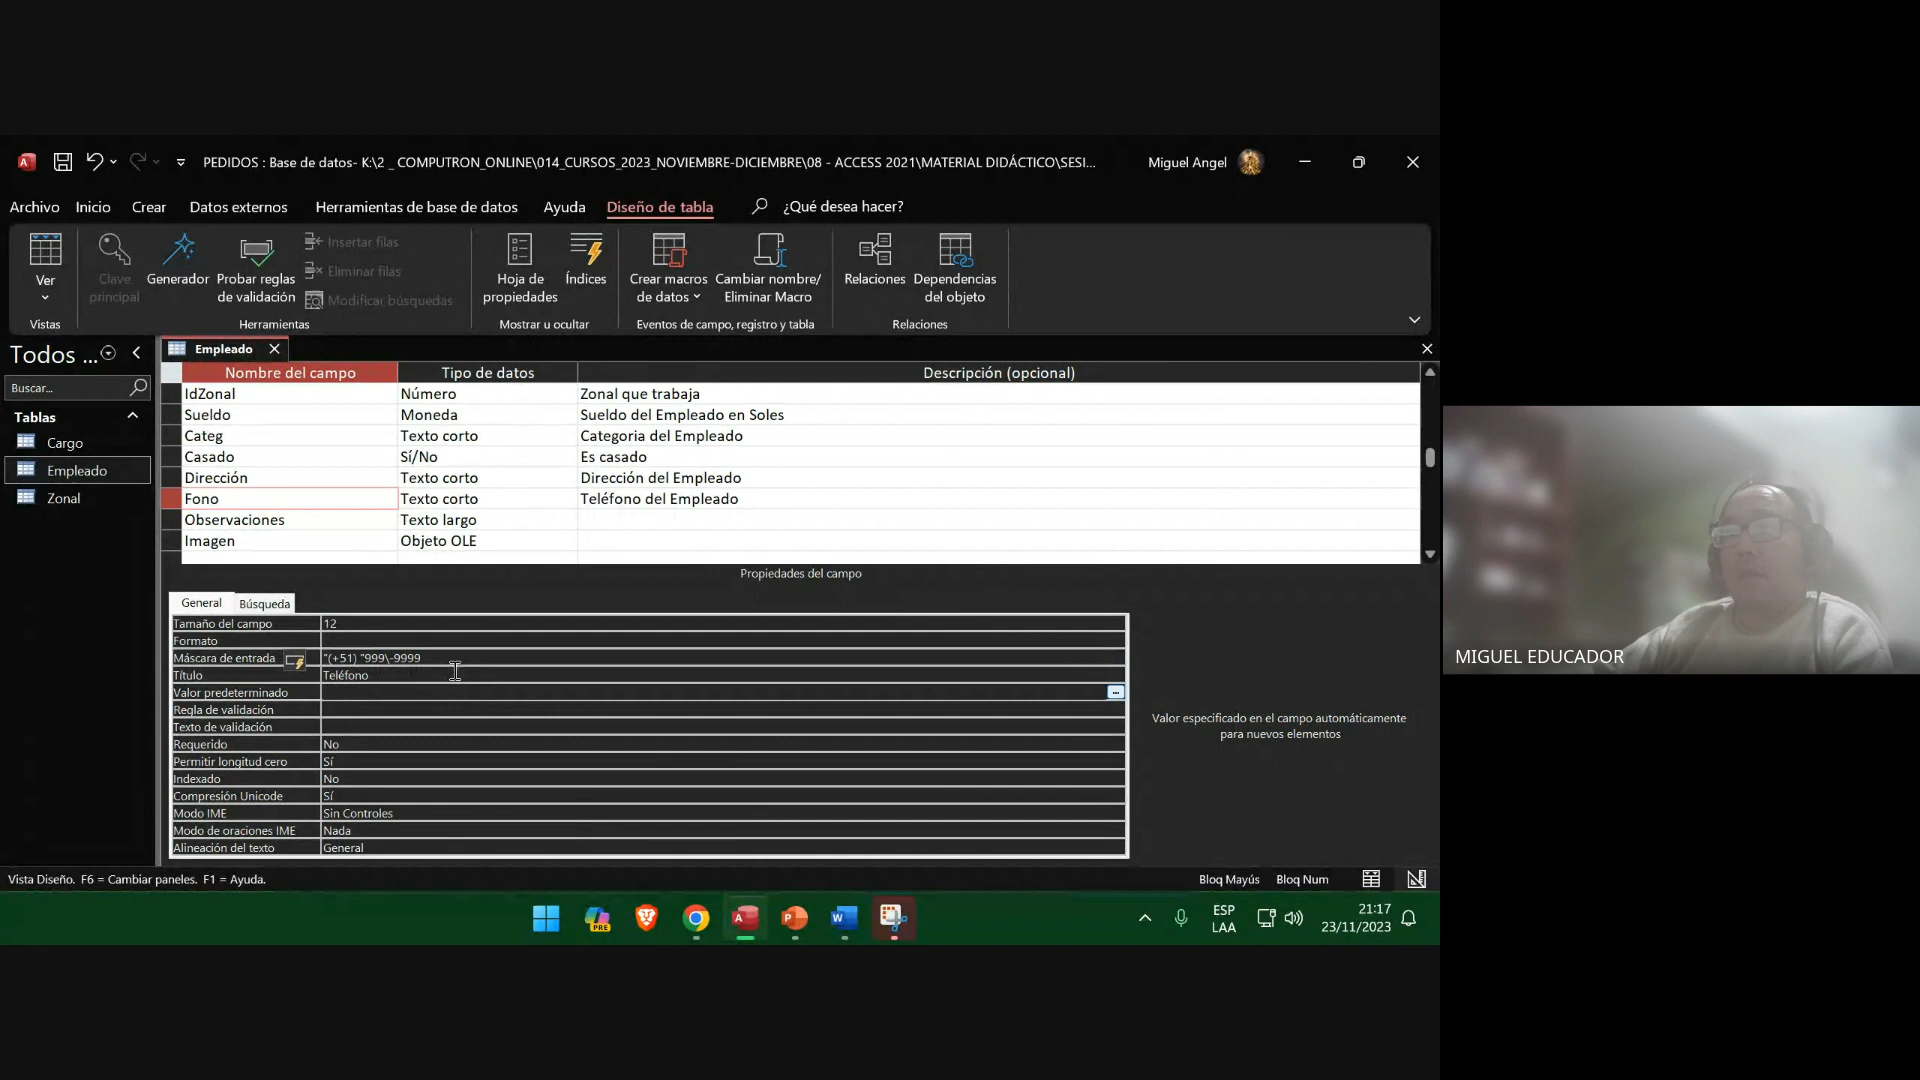 PEDIDOS : Base de datos- K:\2 _ COMPUTRON_ONLINE\014_CURSOS_2023_NOVIEMBRE-DICIEMBRE\08 - ACCESS 2021\MATERIAL DIDÁCTICO\SESI...
Miguel Angel
Archivo Inicio Crear Datos externos Herramientas de base de datos Ayuda Diseño de tabla ¿Qué desea hacer?
Ver
Clave principal
Generador
Probar reglas de validación
Insertar filas
Eliminar filas
Modificar búsquedas
Hoja de propiedades
Índices
Crear macros de datos
Cambiar nombre/ Eliminar Macro
Relaciones
Dependencias del objeto
Vistas Herramientas Mostrar u ocultar Eventos de campo, registro y tabla Relaciones
Todos ...
Buscar...
Tablas
Cargo
Empleado
Zonal
Empleado
Nombre del campo Tipo de datos Descripción (opcional)
IdZonal Número Zonal que trabaja
Sueldo Moneda Sueldo del Empleado en Soles
Categ Texto corto Categoria del Empleado
Casado Sí/No Es casado
Dirección Texto corto Dirección del Empleado
Fono Texto corto Teléfono del Empleado
Observaciones Texto largo
Imagen Objeto OLE
Propiedades del campo
General Búsqueda
Tamaño del campo 12
Formato
Máscara de entrada "(+51) "999\-9999
Título Teléfono
Valor predeterminado ...
Regla de validación
Texto de validación
Requerido No
Permitir longitud cero Sí
Indexado No
Compresión Unicode Sí
Modo IME Sin Controles
Modo de oraciones IME Nada
Alineación del texto General
Valor especificado en el campo automáticamente
para nuevos elementos
MIGUEL EDUCADOR
Vista Diseño. F6 = Cambiar paneles. F1 = Ayuda. Bloq Mayús Bloq Num
PRE
ESP
LAA
21:17
23/11/2023